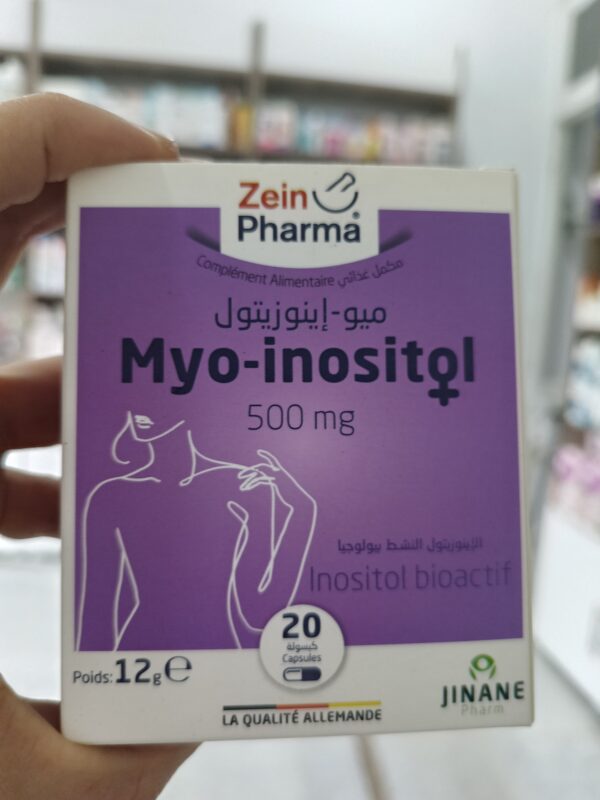 Zein
Pharma®
Complément Alimentaire مكمل غذائي
ميو-إينوزيتول
Myo-inositol
500 mg
الإينوزيتول النشط بيولوجيا
Inositol bioactif
20
كبسولة
Capsules
Poids: 12g e
LA QUALITÉ ALLEMANDE
JINANE
Pharm